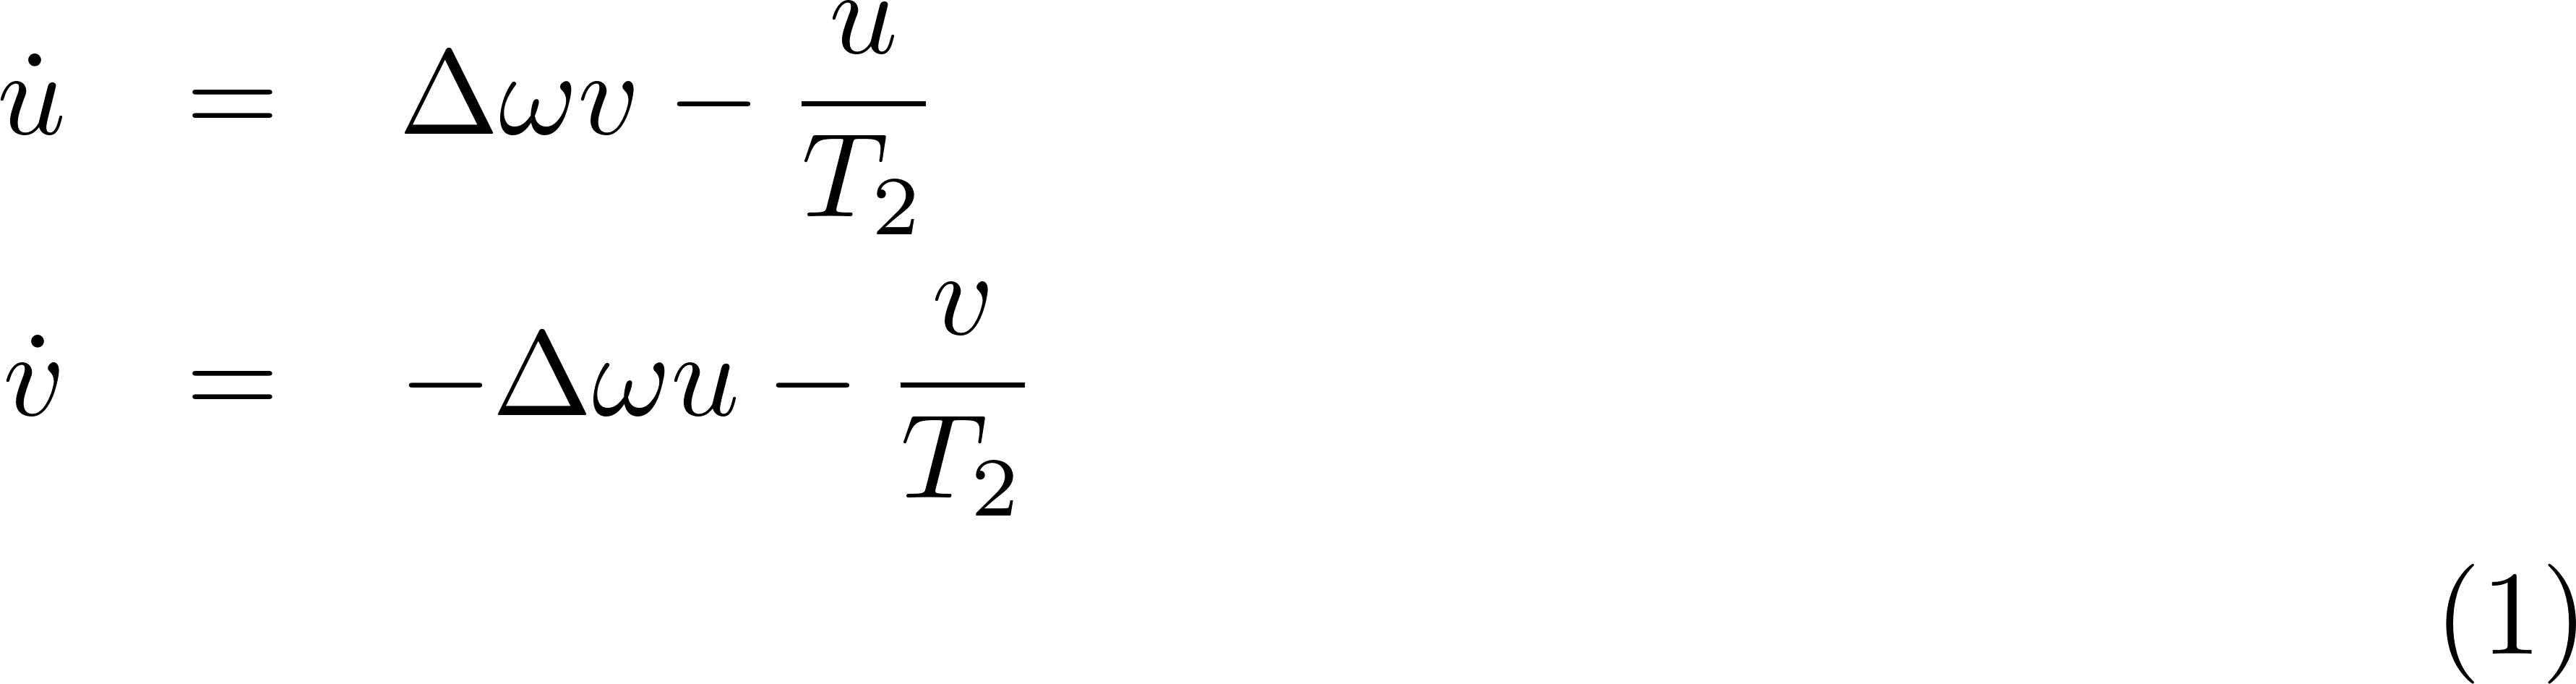 u̇ = Δωv − u/T₂
v̇ = −Δωu − v/T₂
(1)